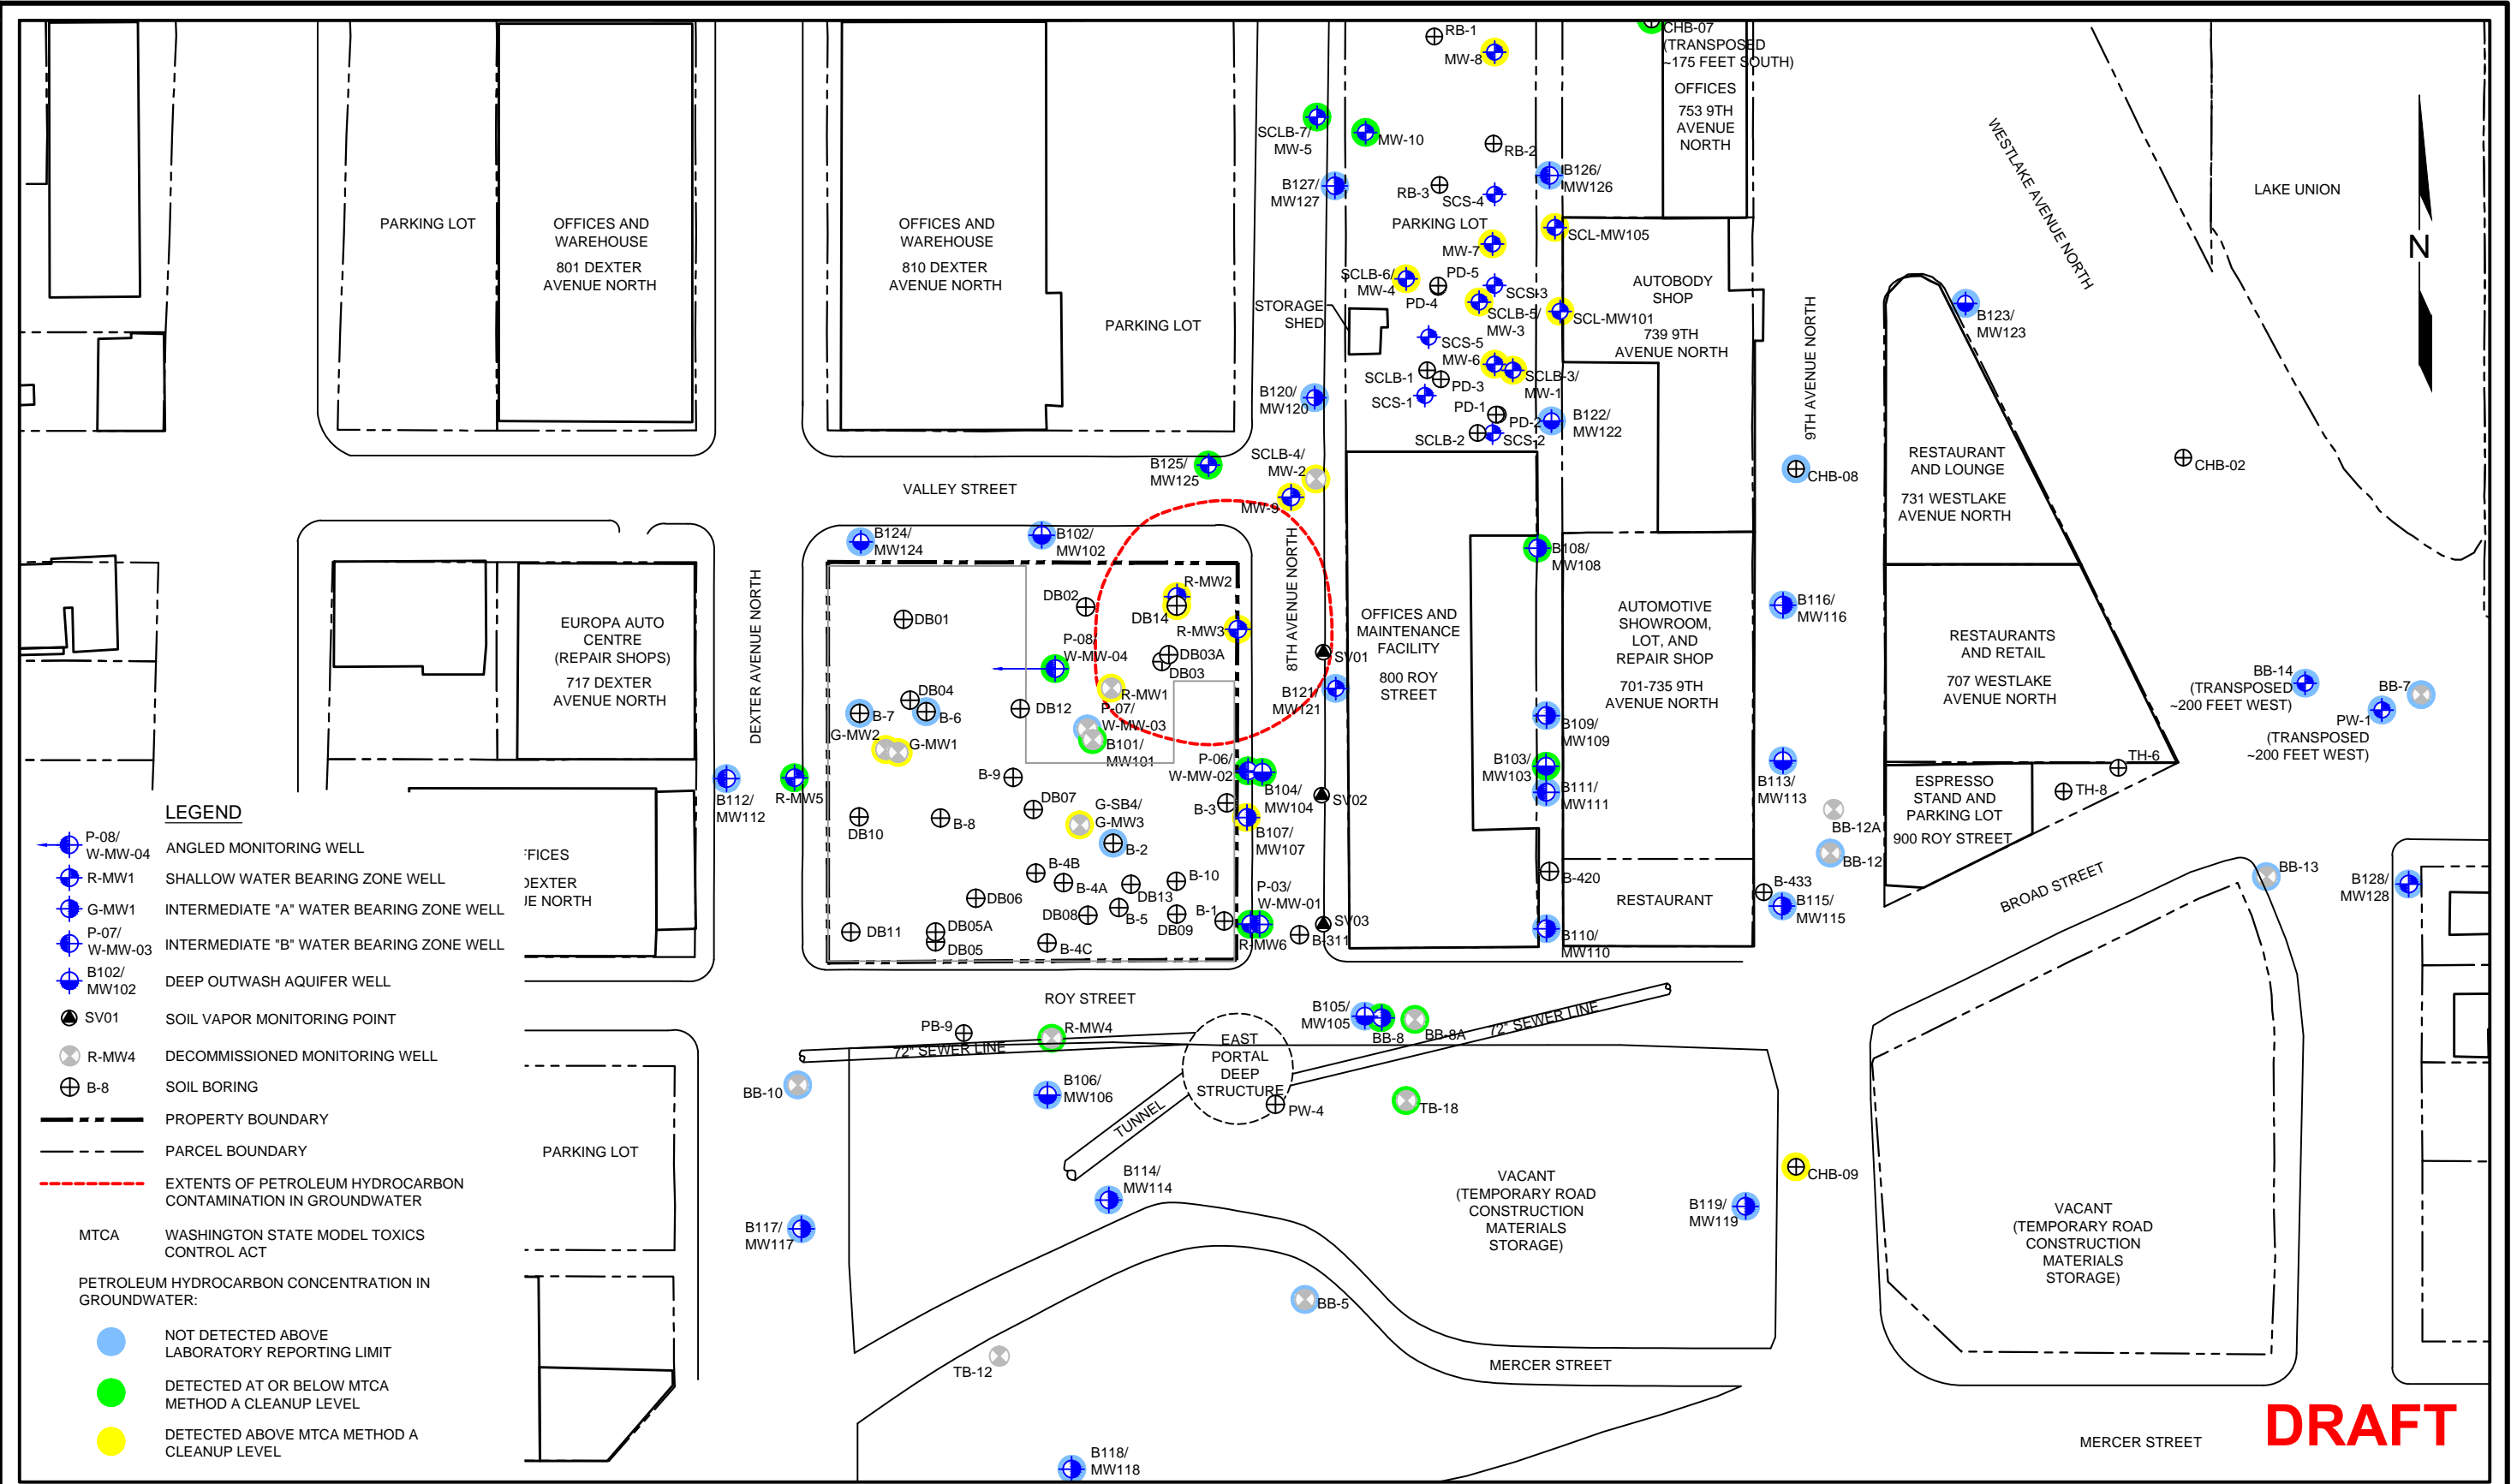 RB-1
MW-8
CHB-07
(TRANSPOSED
~175 FEET SOUTH)
OFFICES
753 9TH
AVENUE
NORTH
SCLB-7/
MW-5
MW-10
RB-2
B127/
MW127
RB-3
SCS-4
B126/
MW126
PARKING LOT
MW-7
SCL-MW105
SCLB-6/
MW-4
PD-5
PD-4
SCS-3
SCLB-5/
MW-3
SCL-MW101
STORAGE
SHED
SCS-5
MW-6
SCLB-1
PD-3
SCLB-3/
MW-1
SCS-1
PD-1
PD-2
SCLB-2
SCS-2
B120/
MW120
B122/
MW122
AUTOBODY
SHOP
739 9TH
AVENUE NORTH
9TH AVENUE NORTH
WESTLAKE AVENUE NORTH
LAKE UNION
N
B123/
MW123
PARKING LOT
OFFICES AND
WAREHOUSE
801 DEXTER
AVENUE NORTH
OFFICES AND
WAREHOUSE
810 DEXTER
AVENUE NORTH
PARKING LOT
RESTAURANT
AND LOUNGE
731 WESTLAKE
AVENUE NORTH
CHB-02
CHB-08
B125/
MW125
SCLB-4/
MW-2
MW-9
VALLEY STREET
B124/
MW124
B102/
MW102
8TH AVENUE NORTH
DEXTER AVENUE NORTH
B108/
MW108
EUROPA AUTO
CENTRE
(REPAIR SHOPS)
717 DEXTER
AVENUE NORTH
DB01
DB02
R-MW2
DB14
R-MW3
P-08/
W-MW-04
DB03A
DB03
SV01
OFFICES AND
MAINTENANCE
FACILITY
800 ROY
STREET
AUTOMOTIVE
SHOWROOM,
LOT, AND
REPAIR SHOP
701-735 9TH
AVENUE NORTH
B116/
MW116
RESTAURANTS
AND RETAIL
707 WESTLAKE
AVENUE NORTH
BB-14
(TRANSPOSED
~200 FEET WEST)
BB-7
PW-1
(TRANSPOSED
~200 FEET WEST)
DB04
B-7
B-6
DB12
R-MW1
P-07/
W-MW-03
B121/
MW121
G-MW2
G-MW1
B101/
MW101
B109/
MW109
B-9
P-06/
W-MW-02
B104/
MW104
SV02
B103/
MW103
B111/
MW111
B113/
MW113
TH-6
TH-8
ESPRESSO
STAND AND
PARKING LOT
900 ROY STREET
B112/
MW112
R-MW5
DB10
B-8
DB07
G-SB4/
G-MW3
B-3
B107/
MW107
BB-12A
BB-12
B-2
B-4B
B-4A
DB13
B-10
B-420
B-433
BROAD STREET
BB-13
B128/
MW128
DB06
DB08
B-5
DB09
B-1
P-03/
W-MW-01
RESTAURANT
B115/
MW115
DB11
DB05A
DB05
B-4C
R-MW6
B-311
SV03
B110/
MW110
FFICES
DEXTER
UE NORTH
LEGEND
P-08/
W-MW-04
ANGLED MONITORING WELL
R-MW1
SHALLOW WATER BEARING ZONE WELL
G-MW1
INTERMEDIATE "A" WATER BEARING ZONE WELL
P-07/
W-MW-03
INTERMEDIATE "B" WATER BEARING ZONE WELL
B102/
MW102
DEEP OUTWASH AQUIFER WELL
SV01
SOIL VAPOR MONITORING POINT
R-MW4
DECOMMISSIONED MONITORING WELL
B-8
SOIL BORING
PROPERTY BOUNDARY
PARCEL BOUNDARY
EXTENTS OF PETROLEUM HYDROCARBON
CONTAMINATION IN GROUNDWATER
MTCA
WASHINGTON STATE MODEL TOXICS
CONTROL ACT
PETROLEUM HYDROCARBON CONCENTRATION IN
GROUNDWATER:
NOT DETECTED ABOVE
LABORATORY REPORTING LIMIT
DETECTED AT OR BELOW MTCA
METHOD A CLEANUP LEVEL
DETECTED ABOVE MTCA METHOD A
CLEANUP LEVEL
ROY STREET
PB-9
R-MW4
72" SEWER LINE
EAST
PORTAL
DEEP
STRUCTURE
B105/
MW105
BB-8
BB-8A
72" SEWER LINE
BB-10
B106/
MW106
PW-4
TB-18
TUNNEL
PARKING LOT
B114/
MW114
B117/
MW117
VACANT
(TEMPORARY ROAD
CONSTRUCTION
MATERIALS
STORAGE)
CHB-09
B119/
MW119
VACANT
(TEMPORARY ROAD
CONSTRUCTION
MATERIALS
STORAGE)
BB-5
TB-12
MERCER STREET
B118/
MW118
MERCER STREET
DRAFT